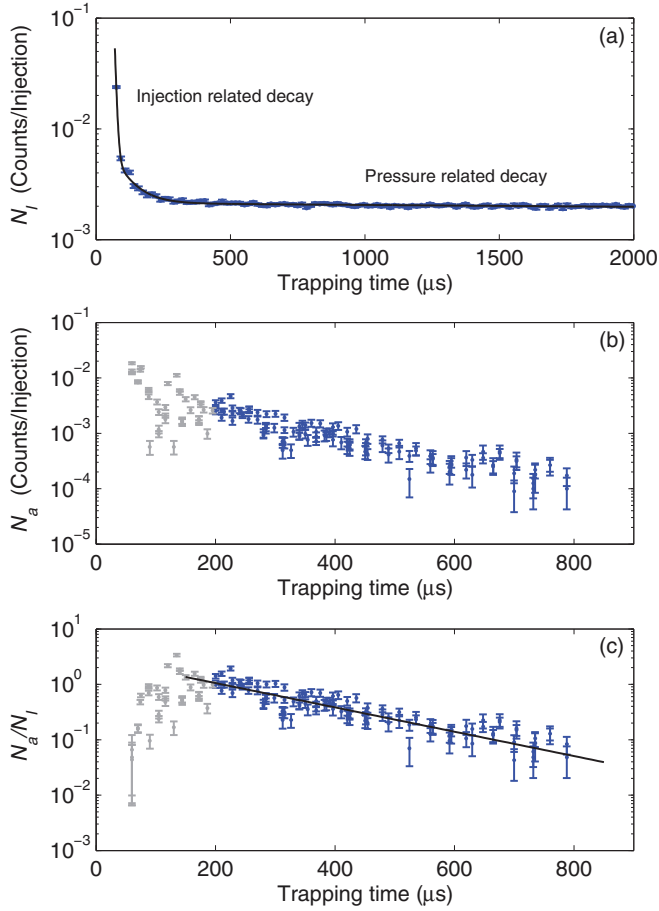 10^-1
(a)
Injection related decay
10^-2
Pressure related decay
N_l (Counts/Injection)
10^-3
0 500 1000 1500 2000
Trapping time (μs)
10^-1
(b)
10^-2
10^-3
N_a (Counts/Injection)
10^-4
10^-5
0 200 400 600 800
Trapping time (μs)
10^1
(c)
10^0
N_a/N_l
10^-1
10^-2
10^-3
0 200 400 600 800
Trapping time (μs)